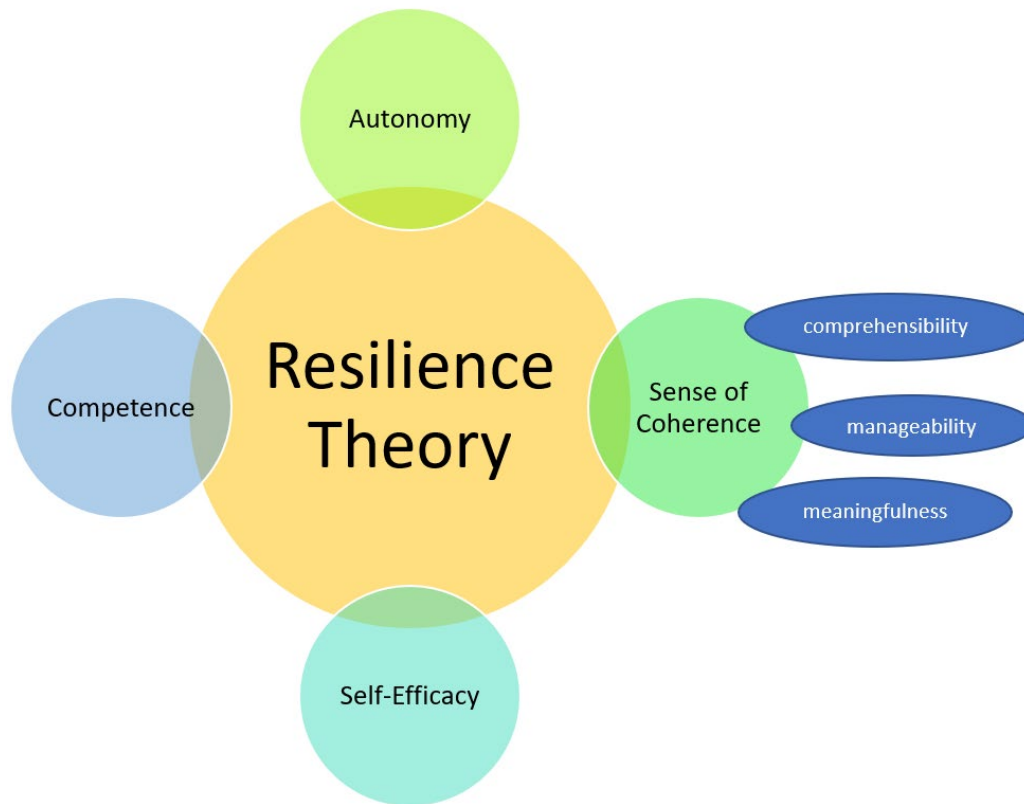 Autonomy
Resilience
Theory
Competence
Sense of
Coherence
comprehensibility
manageability
meaningfulness
Self-Efficacy